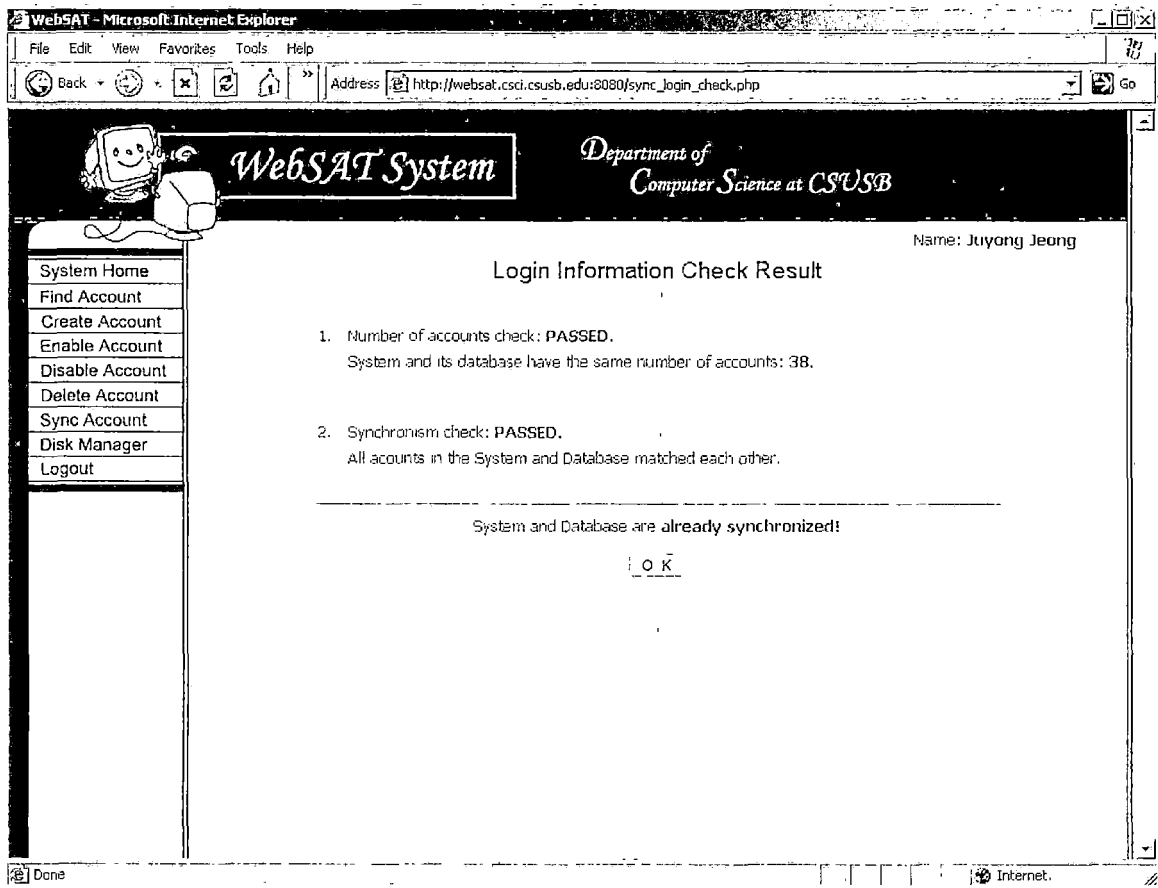 WebSAT - Microsoft Internet Explorer
File Edit View Favorites Tools Help
Back Address http://websat.csci.csusb.edu:8080/sync_login_check.php Go
WebSAT System
Department of
Computer Science at CSUSB
Name: Juyong Jeong
System Home
Find Account
Create Account
Enable Account
Disable Account
Delete Account
Sync Account
Disk Manager
Logout
Login Information Check Result
1. Number of accounts check: PASSED.
System and its database have the same number of accounts: 38.
2. Synchronism check: PASSED.
All acounts in the System and Database matched each other.
System and Database are already synchronized!
O K
Done Internet